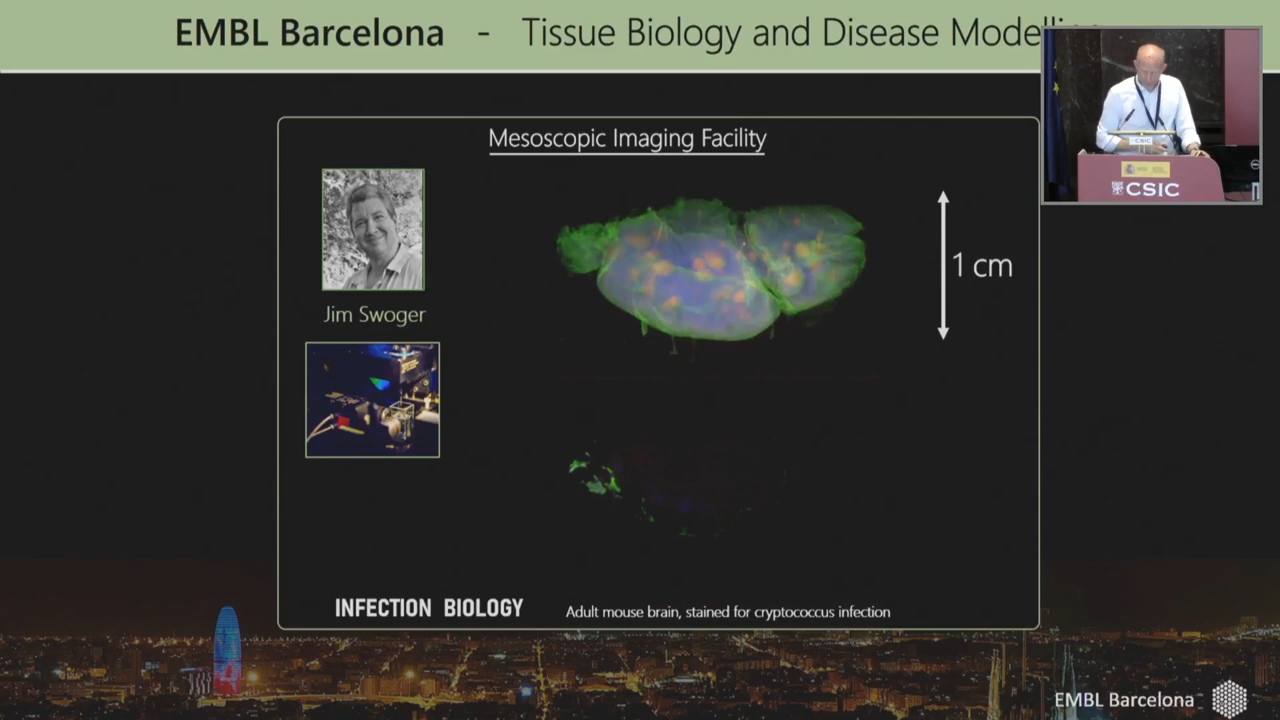 EMBL Barcelona - Tissue Biology and Disease
Mesoscopic Imaging Facility
CSIC
CSIC
1 cm
Jim Swoger
INFECTION BIOLOGY
Adult mouse brain, stained for cryptococcus infection
EMBL Barcelona